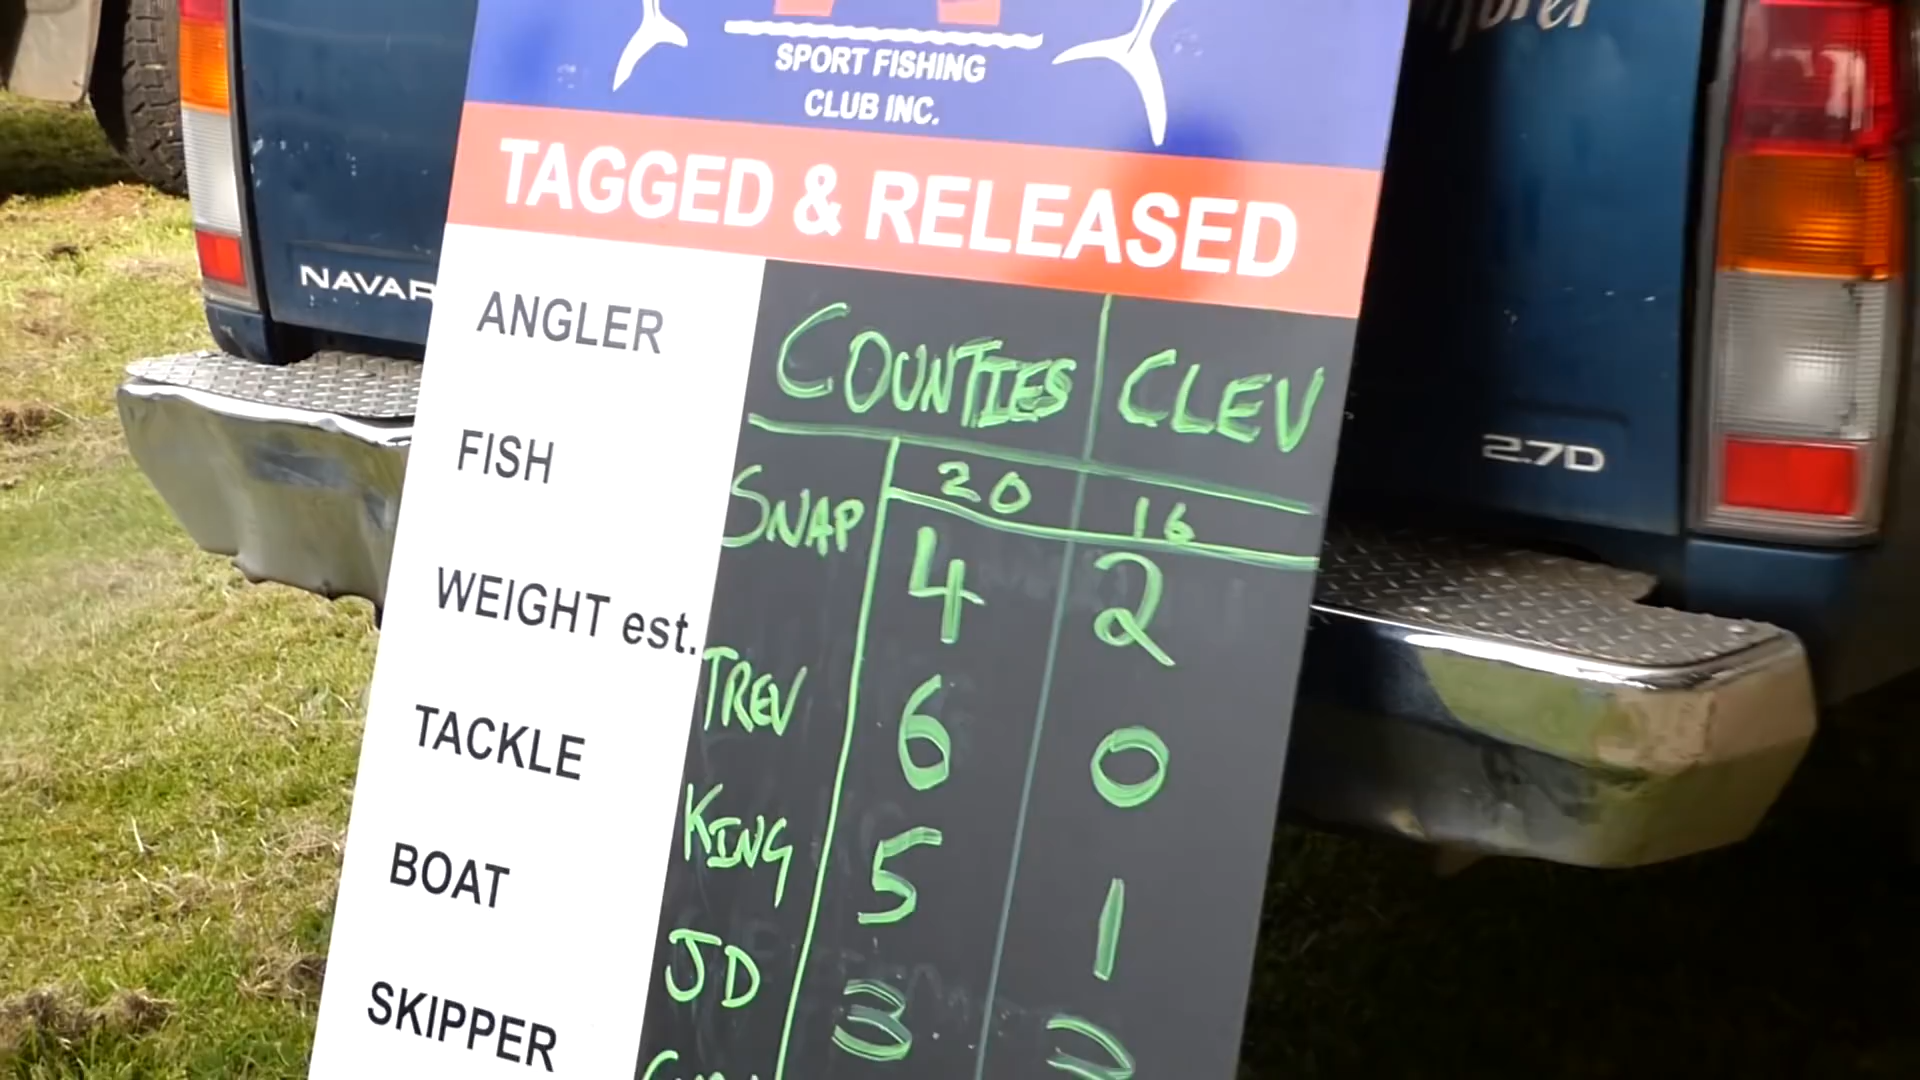 SPORT FISHING
CLUB INC.
TAGGED & RELEASED
ANGLER
FISH
WEIGHT est.
TACKLE
BOAT
SKIPPER
COUNTIES CLEV
20 16
SNAP 4 2
TREV 6 0
KING 5 1
JD 3
NAVAR
2.7D